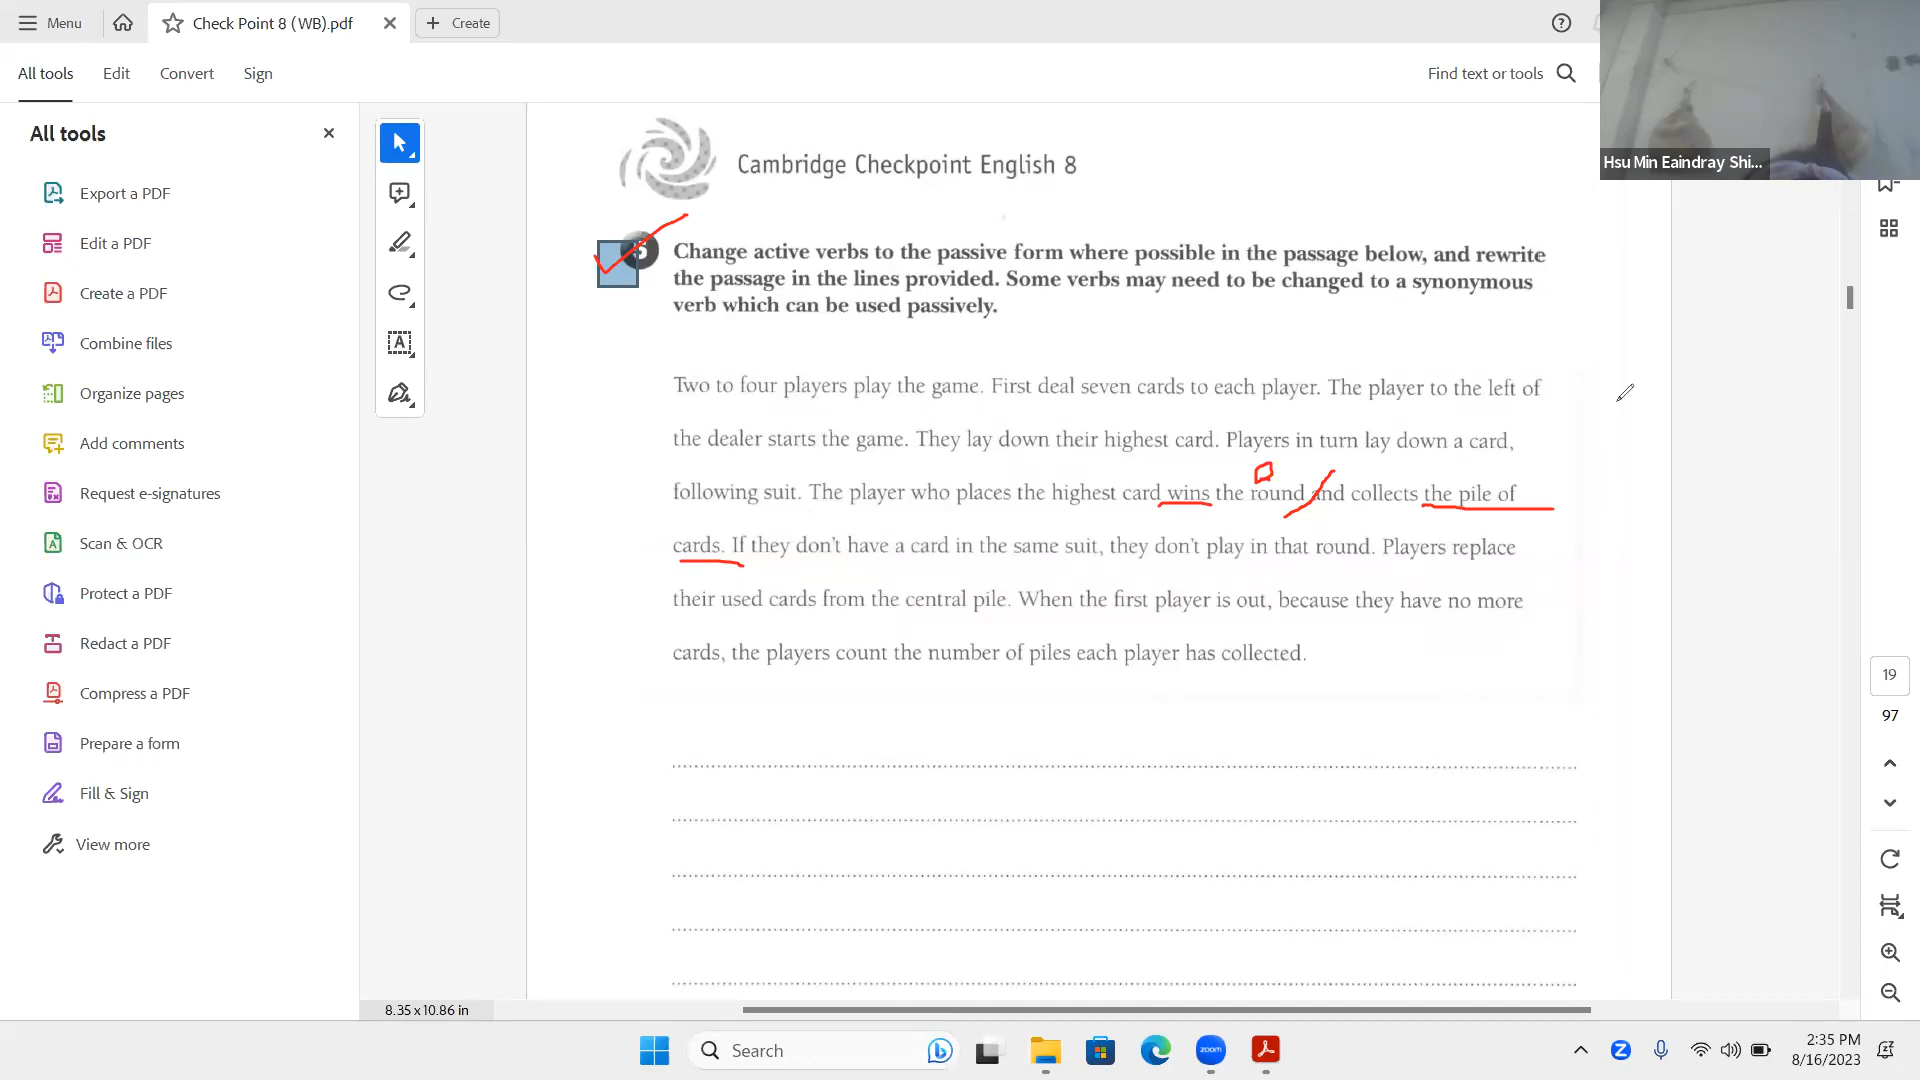 Menu
Check Point 8 (WB).pdf
Create
All tools
Edit
Convert
Sign
Find text or tools
Hsu Min Eaindray Shi...
All tools
Export a PDF
Edit a PDF
Create a PDF
Combine files
Organize pages
Add comments
Request e-signatures
Scan & OCR
Protect a PDF
Redact a PDF
Compress a PDF
Prepare a form
Fill & Sign
View more
Cambridge Checkpoint English 8
Change active verbs to the passive form where possible in the passage below, and rewrite
the passage in the lines provided. Some verbs may need to be changed to a synonymous
verb which can be used passively.
Two to four players play the game. First deal seven cards to each player. The player to the left of
the dealer starts the game. They lay down their highest card. Players in turn lay down a card,
following suit. The player who places the highest card wins the round and collects the pile of
cards. If they don't have a card in the same suit, they don't play in that round. Players replace
their used cards from the central pile. When the first player is out, because they have no more
cards, the players count the number of piles each player has collected.
19
97
8.35 x 10.86 in
Search
zoom
2:35 PM
8/16/2023